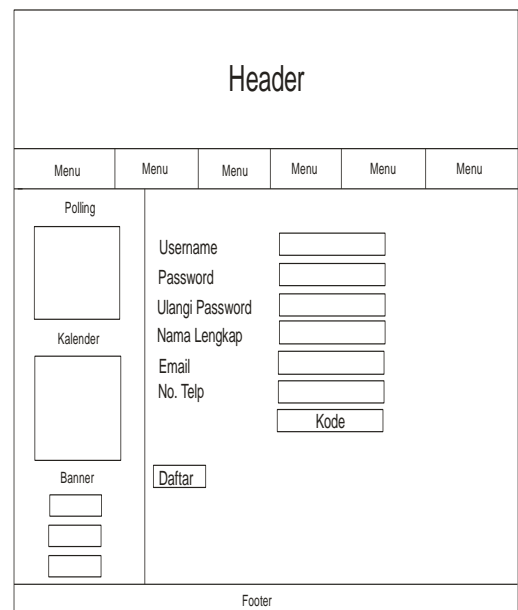 Header
Menu Menu Menu Menu Menu Menu
Polling
Kalender
Banner
Username
Password
Ulangi Password
Nama Lengkap
Email
No. Telp
Kode
Daftar
Footer